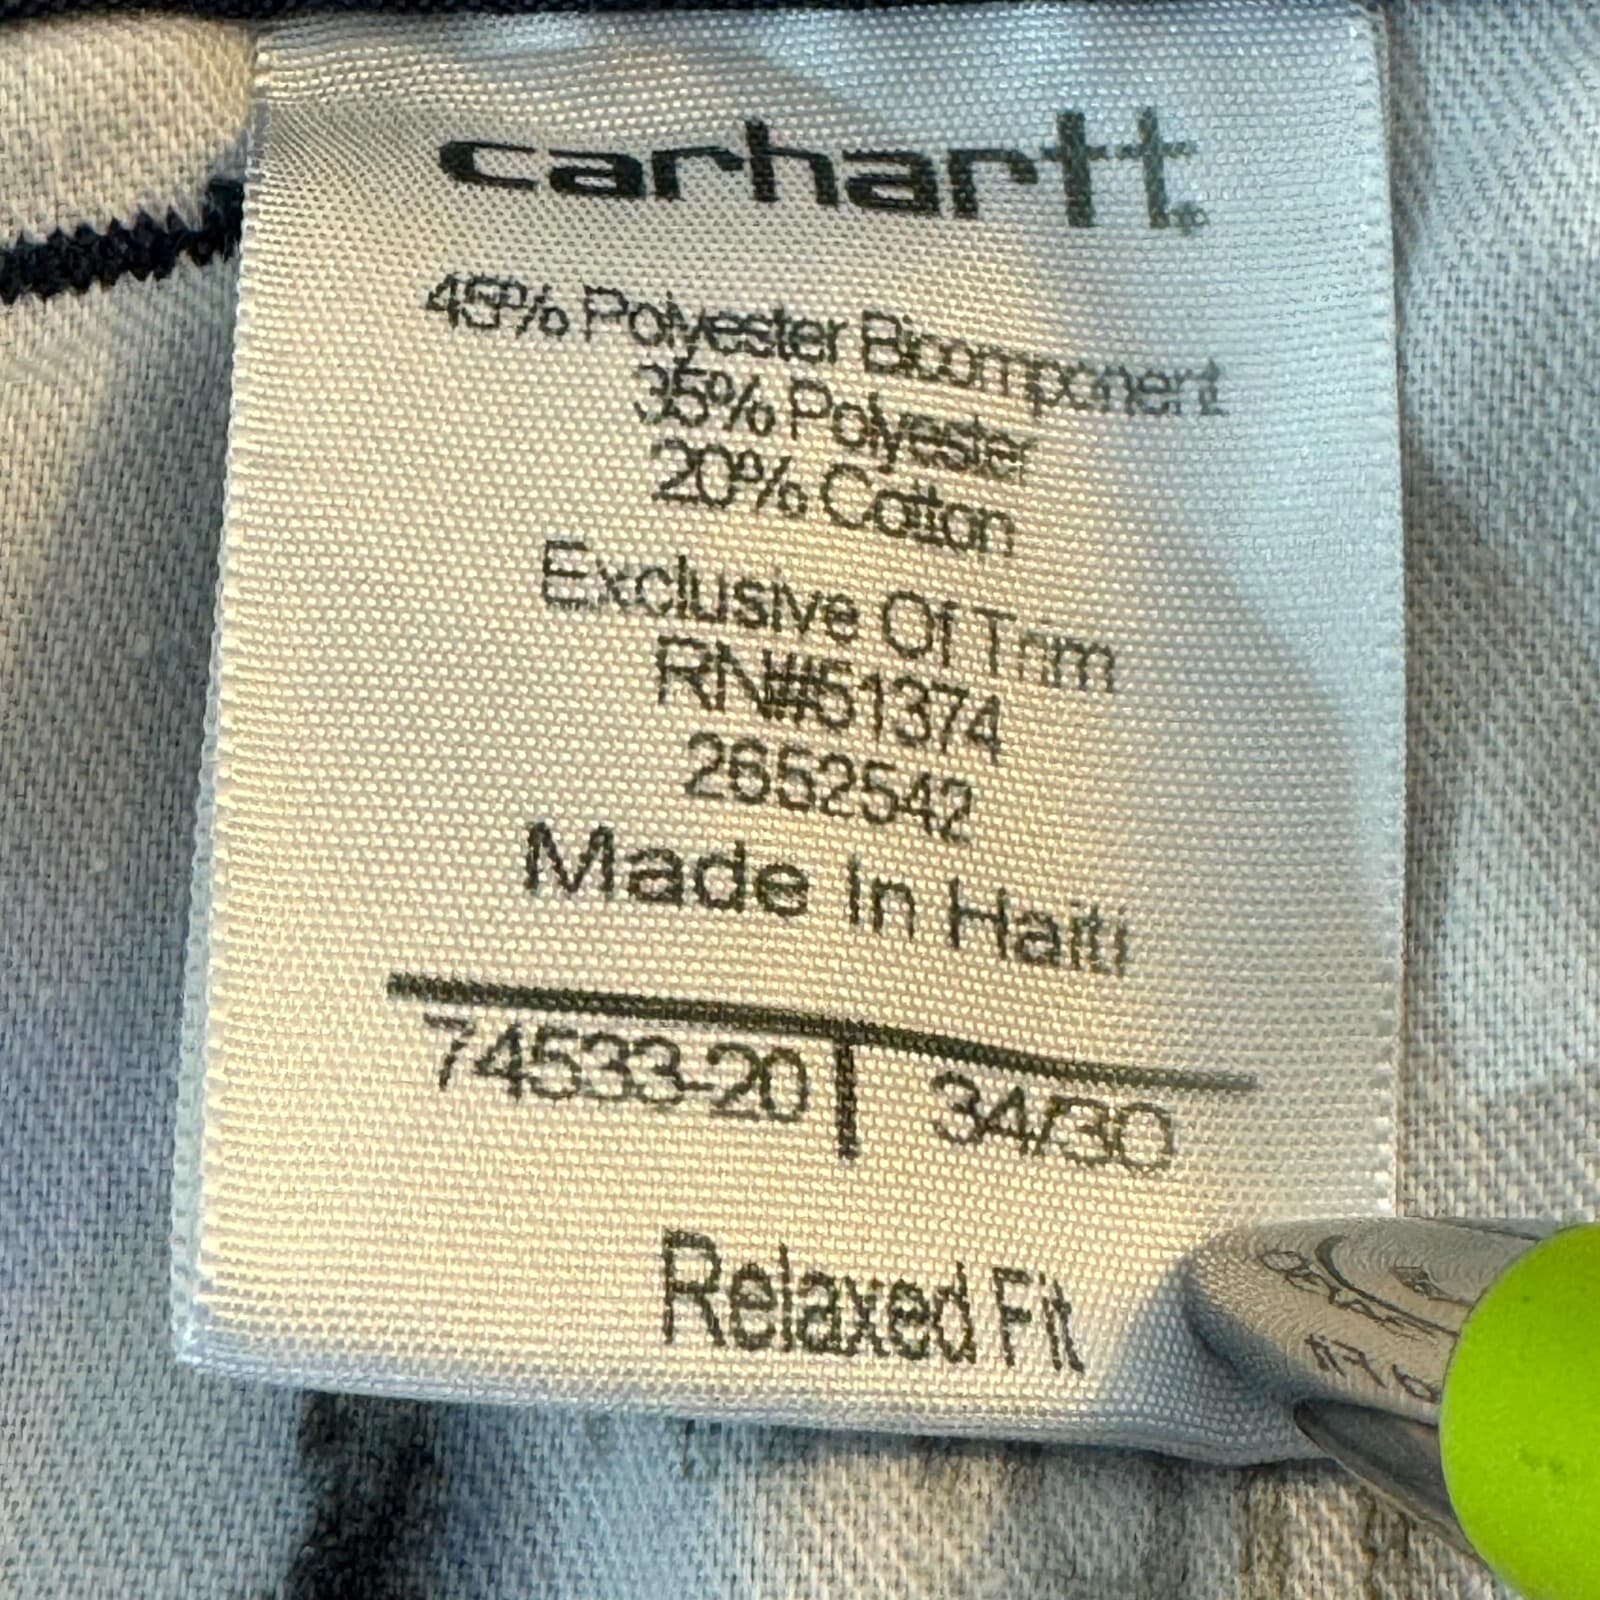 carhartt
45% Polyester Bicomponent
35% Polyester
20% Cotton
Exclusive Of Trim
RN#51374
2652542
Made In Haiti
74533-20 34/30
Relaxed Fit